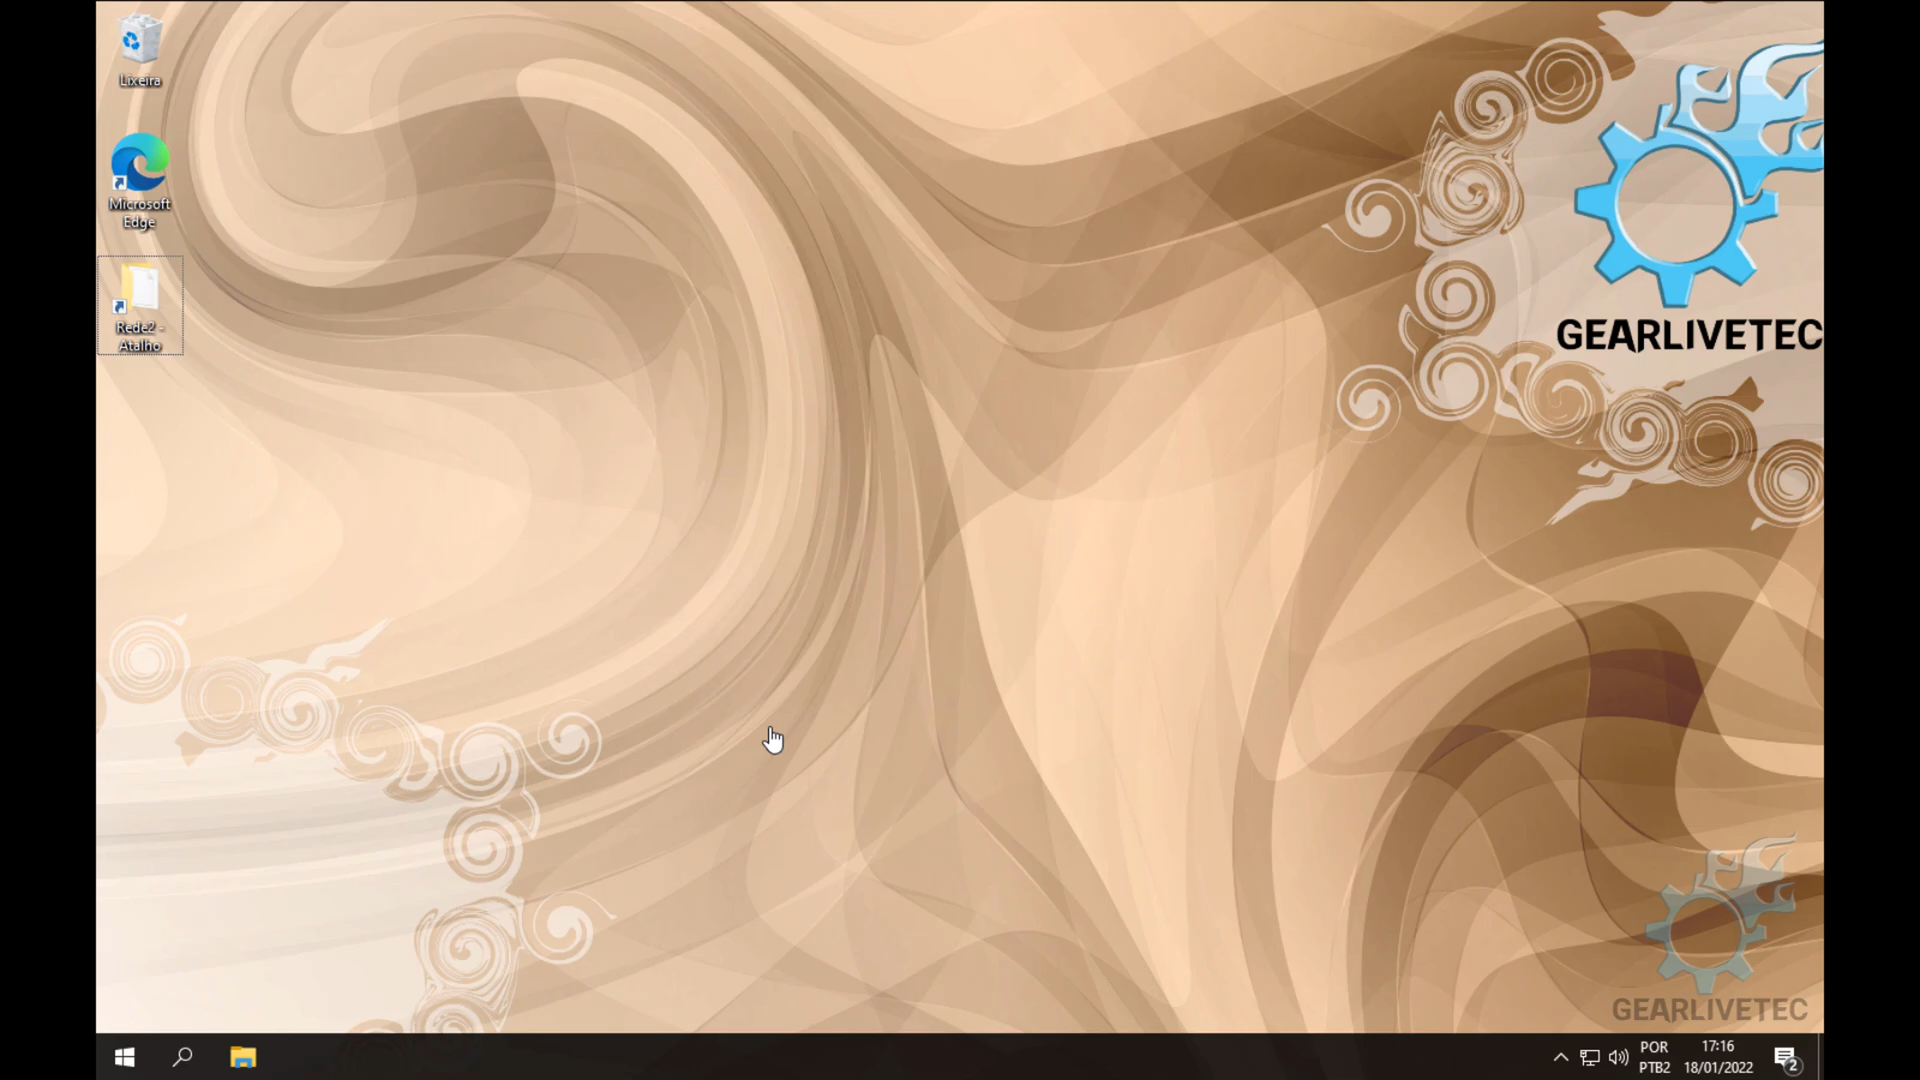 Lixeira
Microsoft
Edge
Rede2 -
Atalho
GEARLIVETEC
GEARLIVETEC
POR
PTB2
17:16
18/01/2022
2